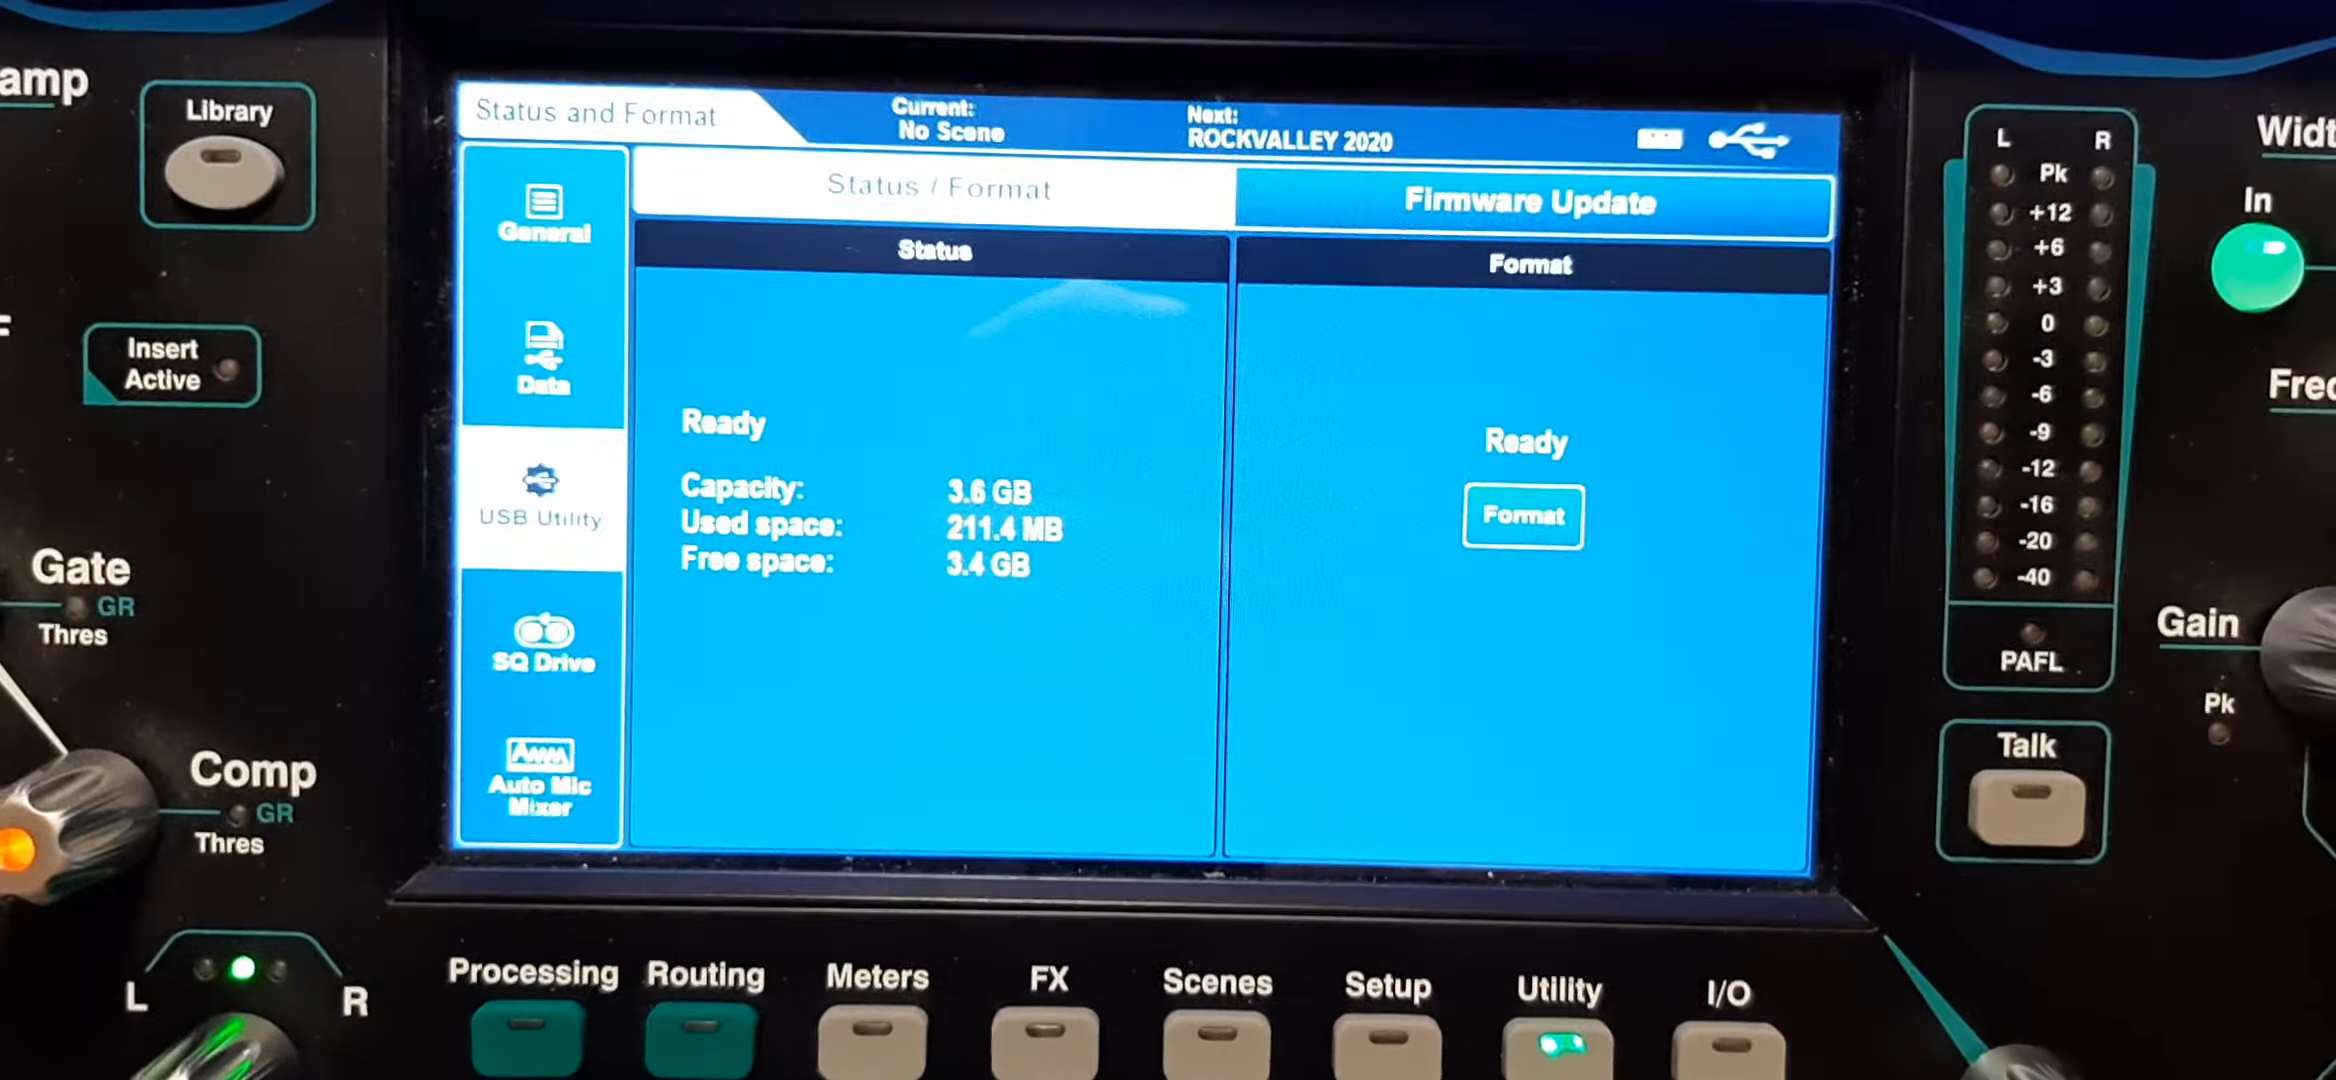 amp
Library
Insert
Active
Gate
GR
Thres
Comp
GR
Thres
L
R
Status and Format
Current:
No Scene
Next:
ROCKVALLEY 2020
General
Data
USB Utility
SQ Drive
Auto Mic
Mixer
Status / Format
Firmware Update
Status
Format
Ready
Capacity: 3.6 GB
Used space: 211.4 MB
Free space: 3.4 GB
Ready
Format
Processing
Routing
Meters
FX
Scenes
Setup
Utility
I/O
L
R
Pk
+12
+6
+3
0
-3
-6
-9
-12
-16
-20
-40
PAFL
Talk
Widt
In
Freq
Gain
Pk